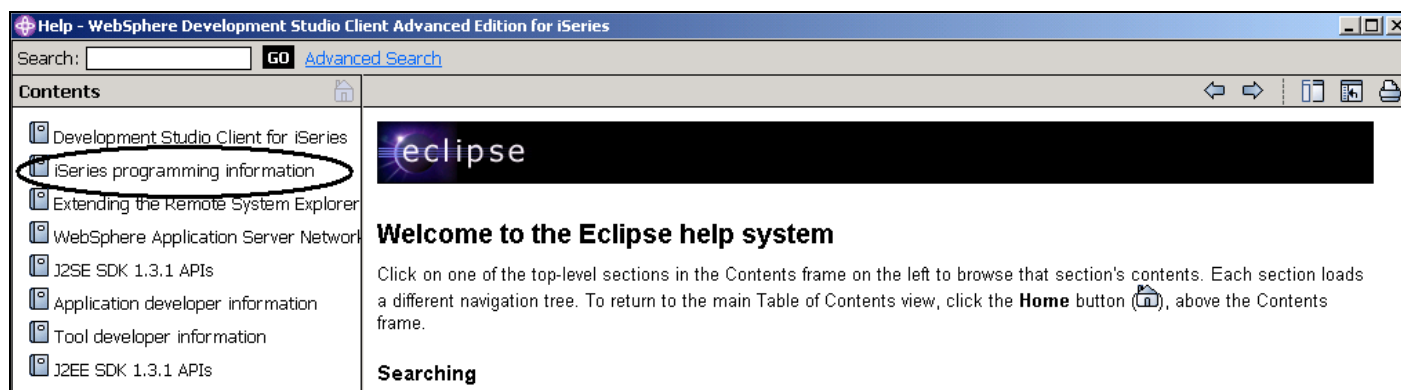 Help - WebSphere Development Studio Client Advanced Edition for iSeries
Search: GO Advanced Search
Contents
Development Studio Client for iSeries
iSeries programming information
Extending the Remote System Explorer
WebSphere Application Server Network
J2SE SDK 1.3.1 APIs
Application developer information
Tool developer information
J2EE SDK 1.3.1 APIs
eclipse
Welcome to the Eclipse help system
Click on one of the top-level sections in the Contents frame on the left to browse that section's contents. Each section loads
a different navigation tree. To return to the main Table of Contents view, click the Home button (), above the Contents
frame.
Searching